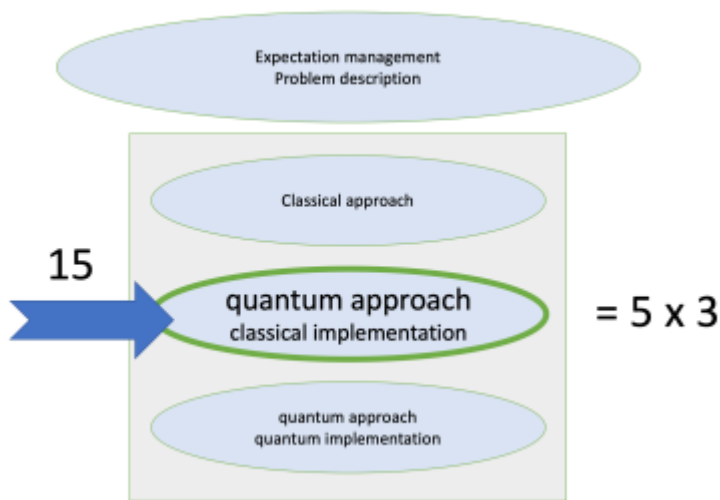 Expectation management
Problem description
Classical approach
15
quantum approach
classical implementation
= 5 x 3
quantum approach
quantum implementation